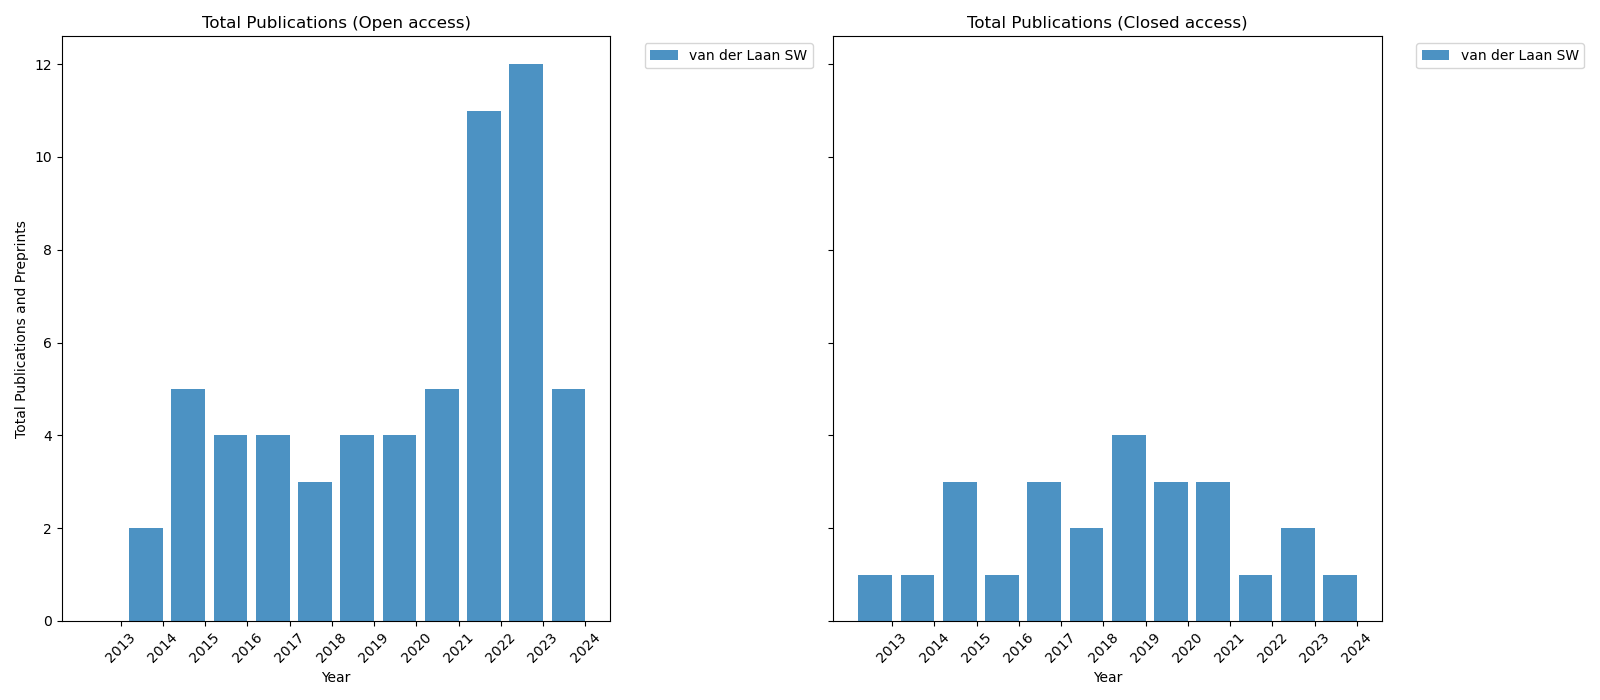 Total Publications (Open access)
van der Laan SW
Total Publications and Preprints
12
10
8
6
4
2
0
2013 2014 2015 2016 2017 2018 2019 2020 2021 2022 2023 2024
Year
Total Publications (Closed access)
van der Laan SW
2013 2014 2015 2016 2017 2018 2019 2020 2021 2022 2023 2024
Year